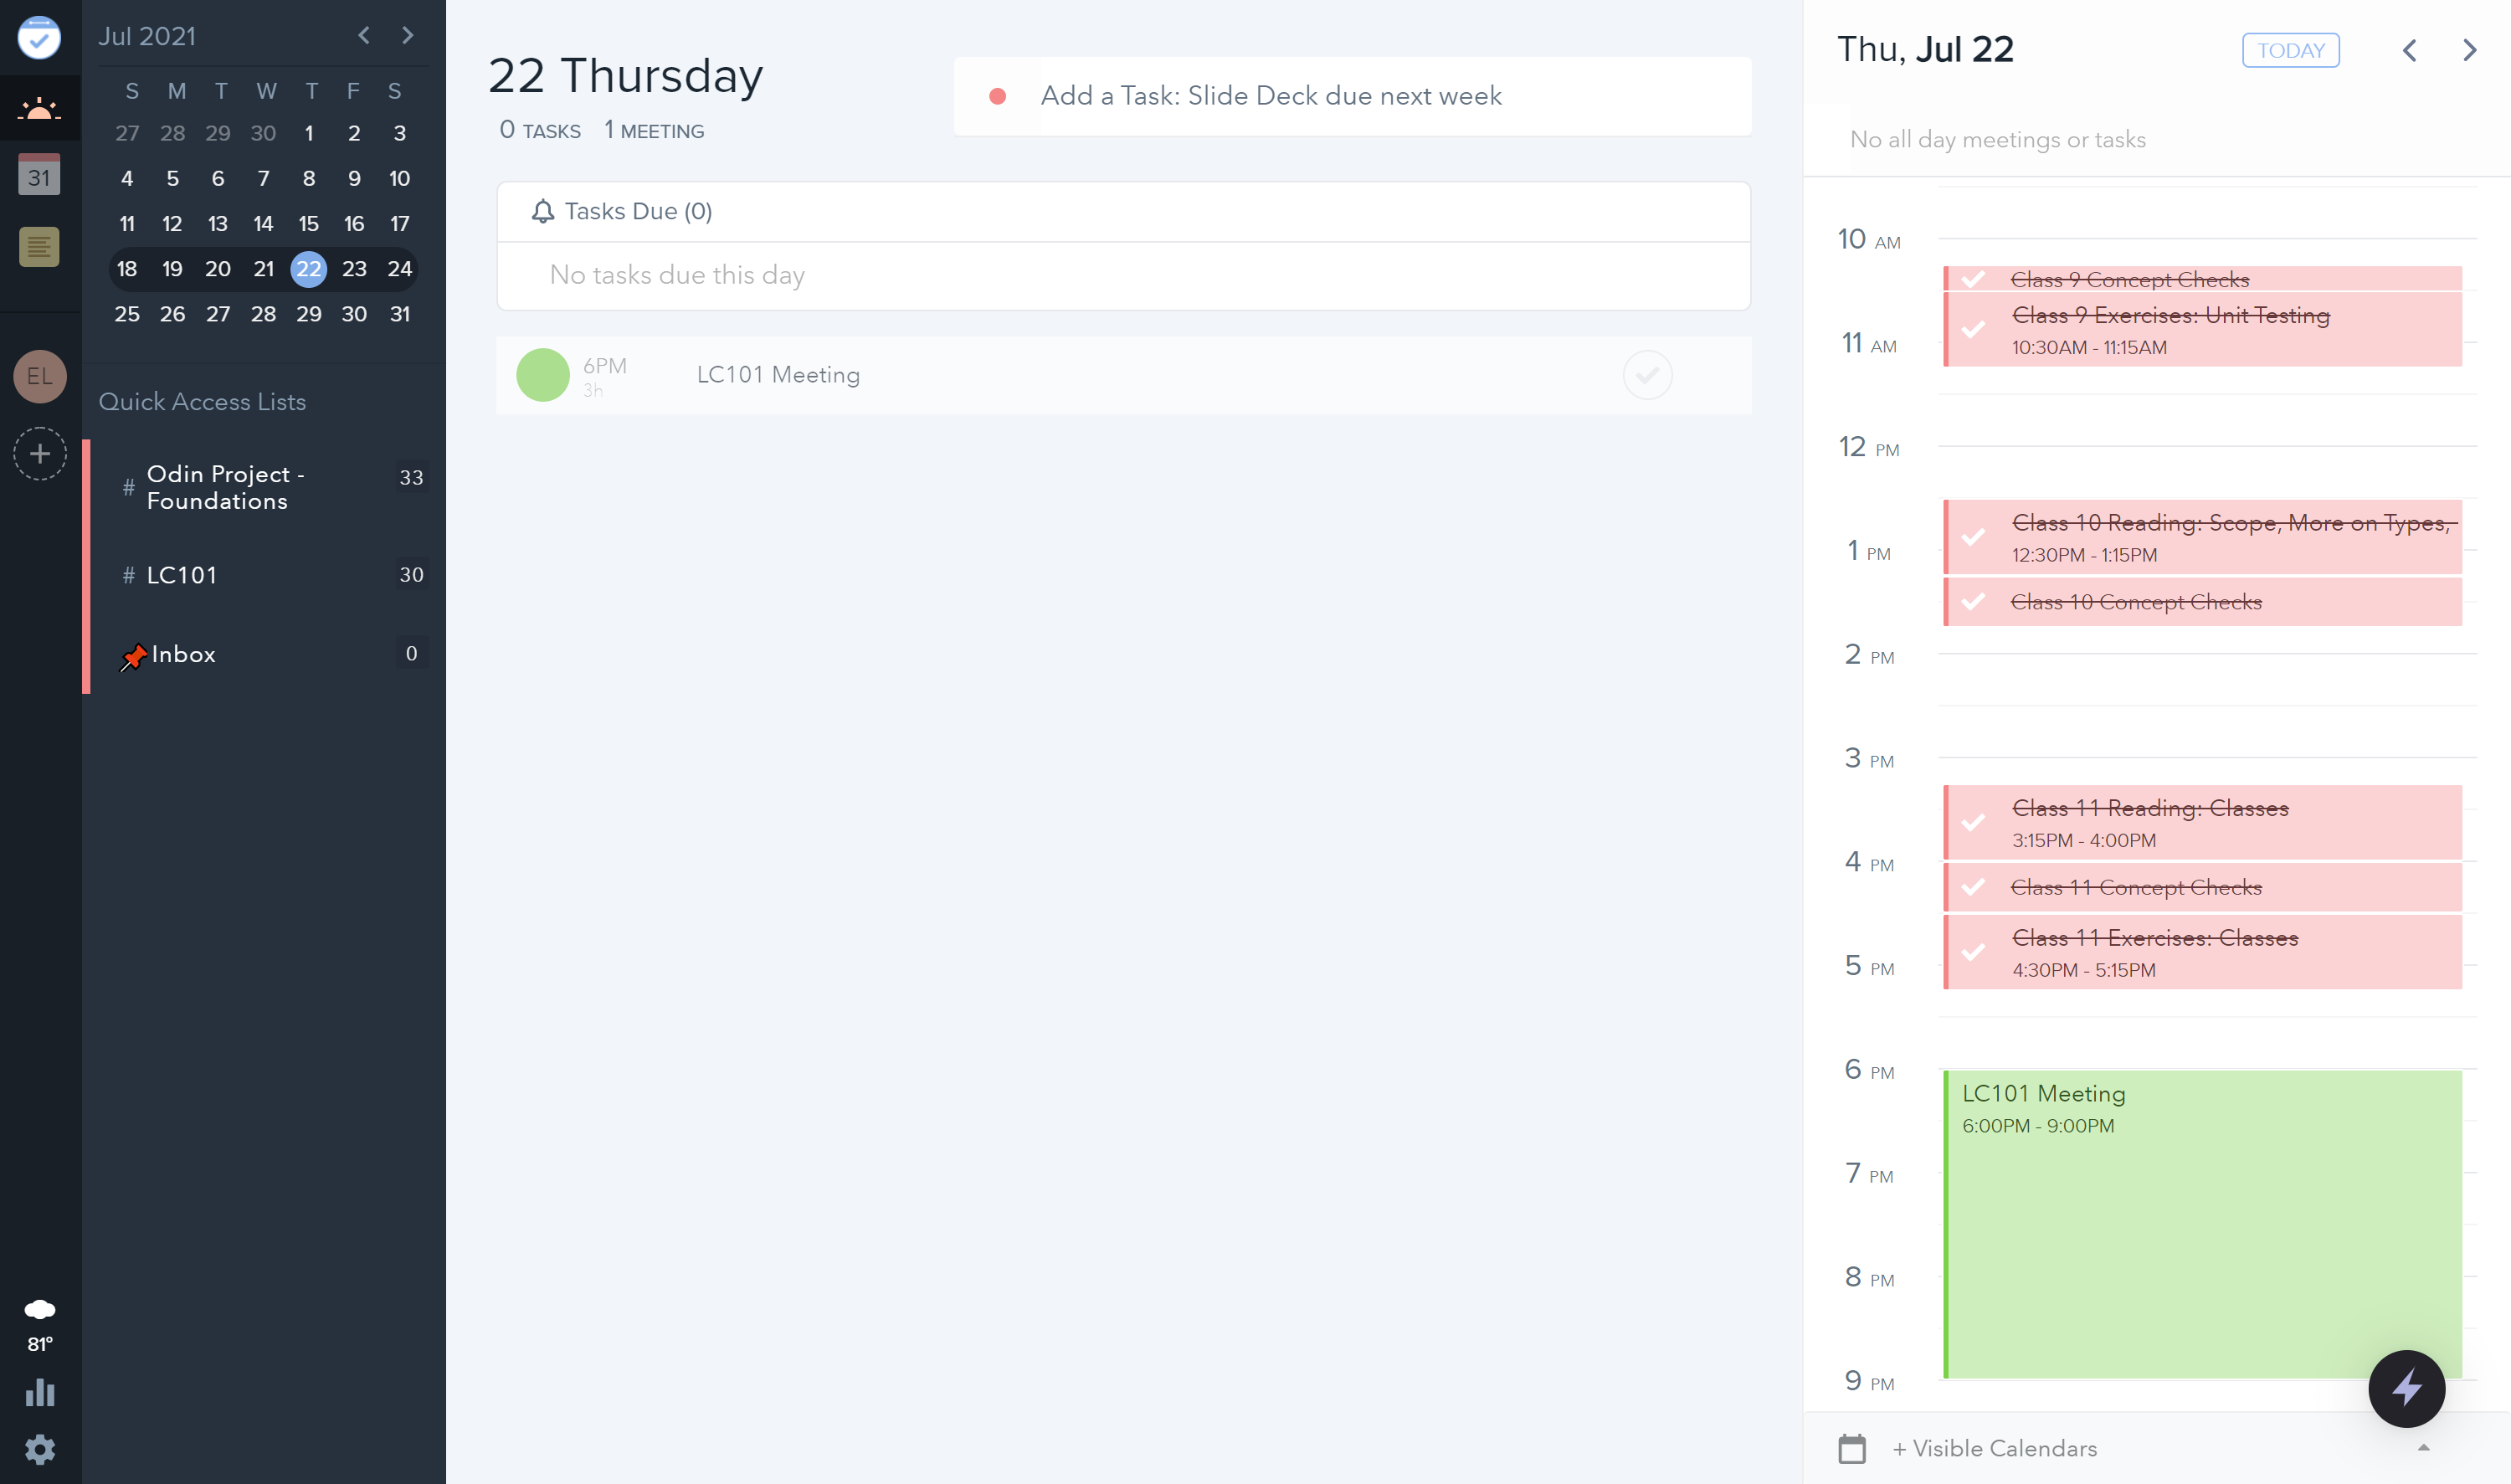 Jul 2021
S M T W T F S
27 28 29 30 1 2 3
4 5 6 7 8 9 10
11 12 13 14 15 16 17
18 19 20 21 22 23 24
25 26 27 28 29 30 31
31
EL
Quick Access Lists
# Odin Project -
Foundations
33
# LC101 30
Inbox 0
81°
22 Thursday
0 TASKS 1 MEETING
Add a Task: Slide Deck due next week
Tasks Due (0)
No tasks due this day
6PM
3h
LC101 Meeting
Thu, Jul 22
TODAY
No all day meetings or tasks
10 AM
Class 9 Concept Checks
Class 9 Exercises: Unit Testing
10:30AM - 11:15AM
11 AM
12 PM
Class 10 Reading: Scope, More on Types,
12:30PM - 1:15PM
1 PM
Class 10 Concept Checks
2 PM
3 PM
Class 11 Reading: Classes
3:15PM - 4:00PM
4 PM
Class 11 Concept Checks
Class 11 Exercises: Classes
4:30PM - 5:15PM
5 PM
6 PM
LC101 Meeting
6:00PM - 9:00PM
7 PM
8 PM
9 PM
+ Visible Calendars